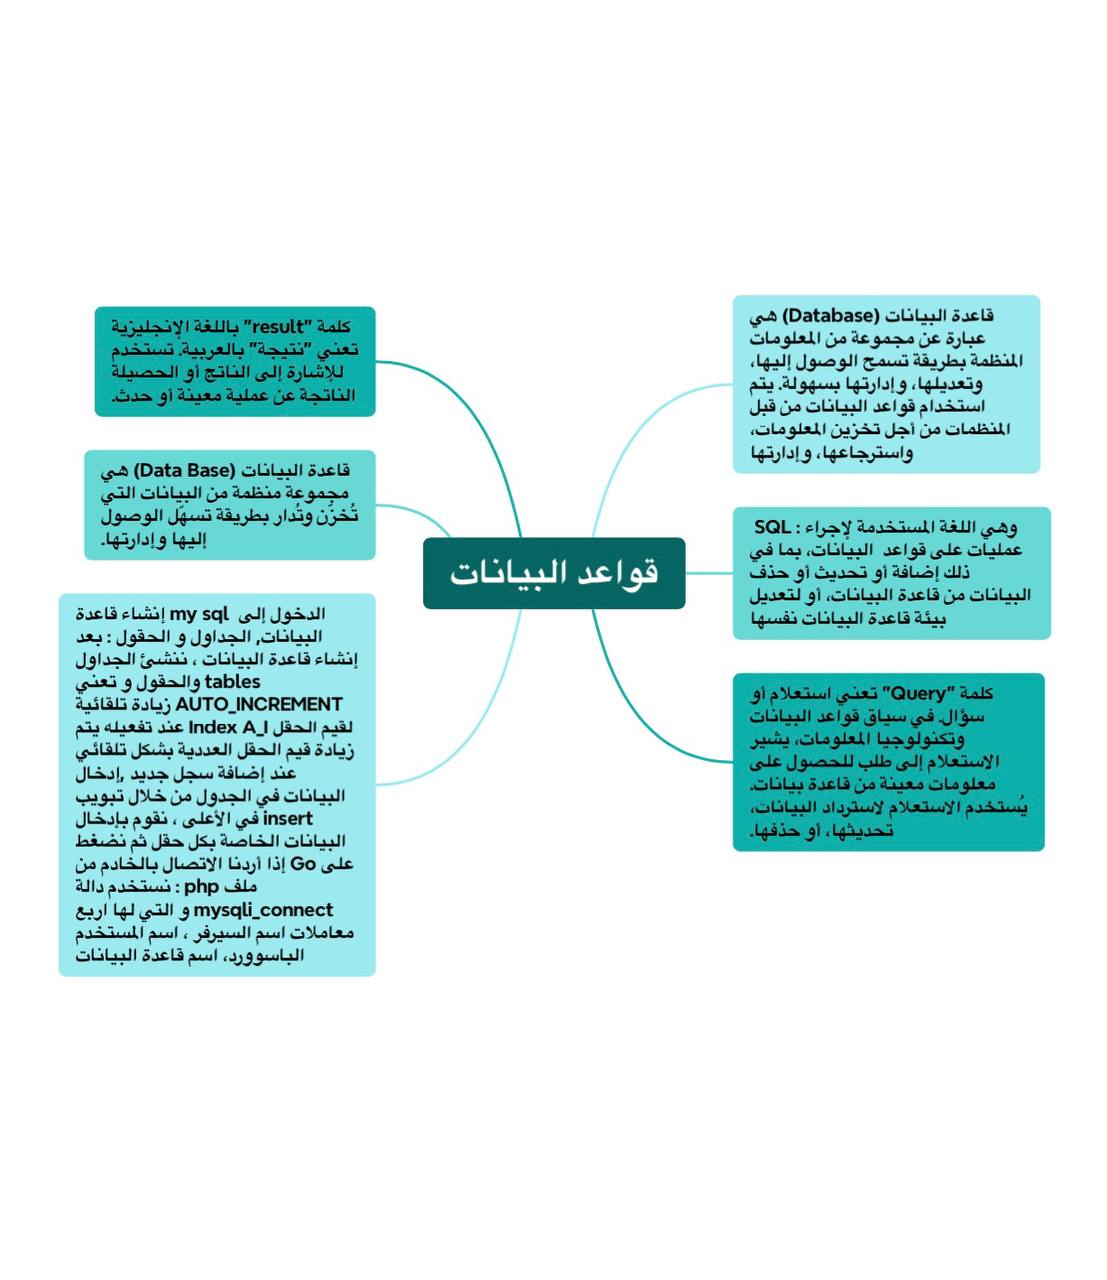 قواعد البيانات
قاعدة البيانات (Database) هي
عبارة عن مجموعة من المعلومات
المنظمة بطريقة تسمح الوصول إليها،
وتعديلها، وإدارتها بسهولة. يتم
استخدام قواعد البيانات من قبل
المنظمات من أجل تخزين المعلومات،
واسترجاعها، وإدارتها
وهي اللغة المستخدمة لإجراء : SQL
عمليات على قواعد البيانات، بما في
ذلك إضافة أو تحديث أو حذف
البيانات من قاعدة البيانات، أو لتعديل
بيئة قاعدة البيانات نفسها
كلمة "Query" تعني استعلام أو
سؤال. في سياق قواعد البيانات
وتكنولوجيا المعلومات، يشير
الاستعلام إلى طلب للحصول على
معلومات معينة من قاعدة بيانات.
يُستخدم الاستعلام لاسترداد البيانات،
تحديثها، أو حذفها.
كلمة "result" باللغة الإنجليزية
تعني "نتيجة" بالعربية. تستخدم
للإشارة إلى الناتج أو الحصيلة
الناتجة عن عملية معينة أو حدث.
قاعدة البيانات (Data Base) هي
مجموعة منظمة من البيانات التي
تُخزّن وتُدار بطريقة تسهّل الوصول
إليها وإدارتها.
الدخول إلى my sql إنشاء قاعدة
البيانات, الجداول و الحقول : بعد
إنشاء قاعدة البيانات ، ننشئ الجداول
tables والحقول و تعني
AUTO_INCREMENT زيادة تلقائية
لقيم الحقل Index A_I عند تفعيله يتم
زيادة قيم الحقل العددية بشكل تلقائي
عند إضافة سجل جديد ,إدخال
البيانات في الجدول من خلال تبويب
insert في الأعلى ، نقوم بإدخال
البيانات الخاصة بكل حقل ثم نضغط
على Go إذا أردنا الاتصال بالخادم من
ملف php : نستخدم دالة
mysqli_connect و التي لها اربع
معاملات اسم السيرفر ، اسم المستخدم
الباسوورد، اسم قاعدة البيانات